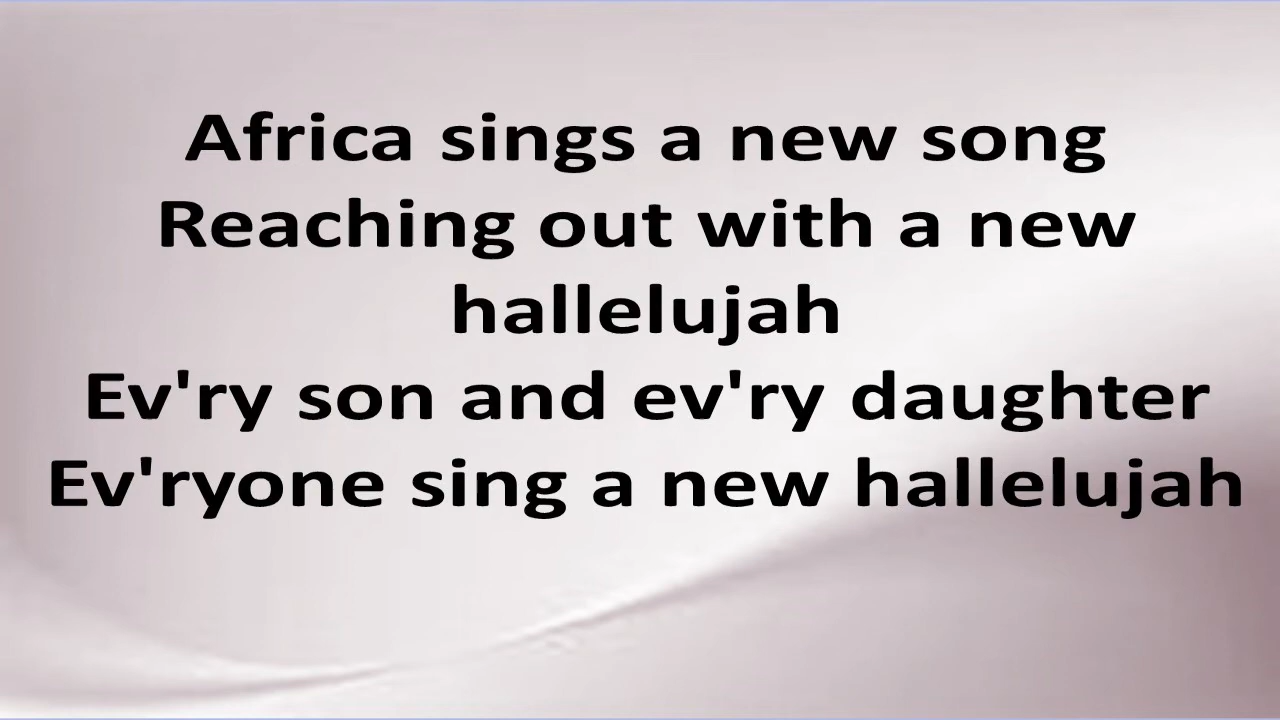 Africa sings a new song
Reaching out with a new
hallelujah
Ev'ry son and ev'ry daughter
Ev'ryone sing a new hallelujah